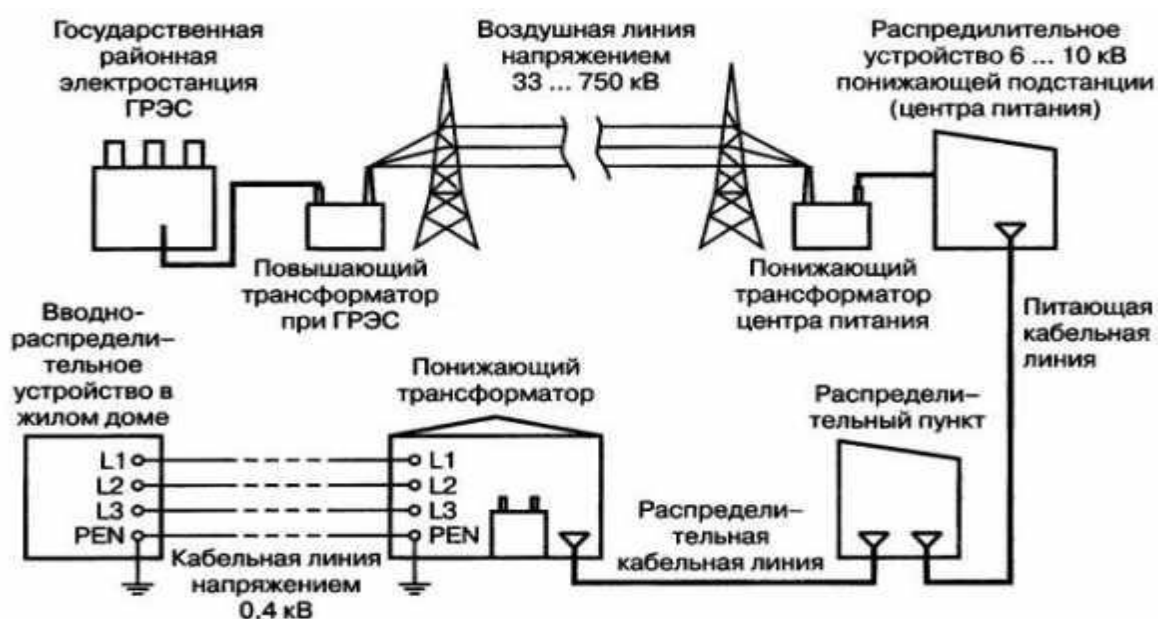 Государственная
районная
электростанция
ГРЭС
Воздушная линия
напряжением
33 ... 750 кВ
Распредилительное
устройство 6 ... 10 кВ
понижающей подстанции
(центра питания)
Повышающий
трансформатор
при ГРЭС
Понижающий
трансформатор
центра питания
Питающая
кабельная
линия
Вводно-
распредели–
тельное
устройство в
жилом доме
Понижающий
трансформатор
Распредели–
тельный пункт
L1
L2
L3
PEN
L1
L2
L3
PEN
Кабельная линия
напряжением
0,4 кВ
Распредели–
тельная
кабельная линия